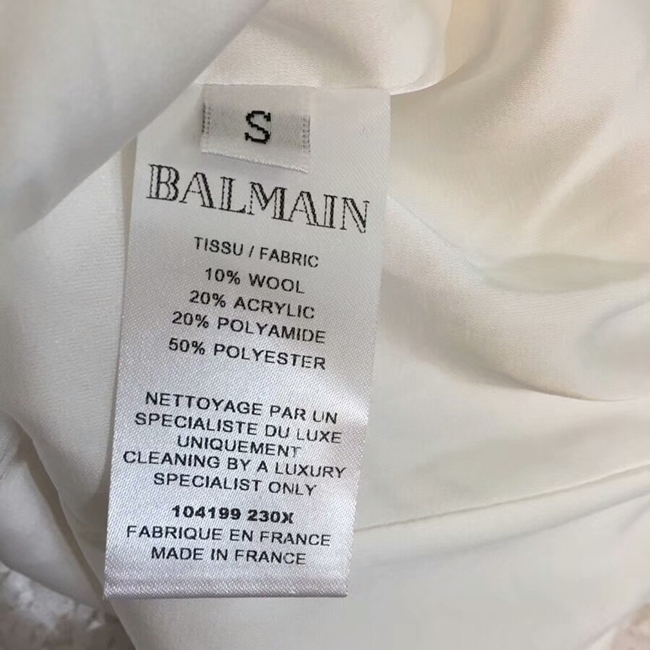 S
BALMAIN
TISSU / FABRIC
10% WOOL
20% ACRYLIC
20% POLYAMIDE
50% POLYESTER
NETTOYAGE PAR UN
SPECIALISTE DU LUXE
UNIQUEMENT
CLEANING BY A LUXURY
SPECIALIST ONLY
104199 230X
FABRIQUE EN FRANCE
MADE IN FRANCE